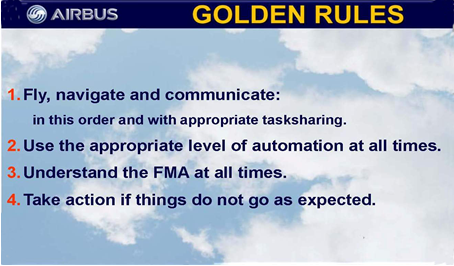 AIRBUS
GOLDEN RULES
1. Fly, navigate and communicate:
in this order and with appropriate tasksharing.
2. Use the appropriate level of automation at all times.
3. Understand the FMA at all times.
4. Take action if things do not go as expected.